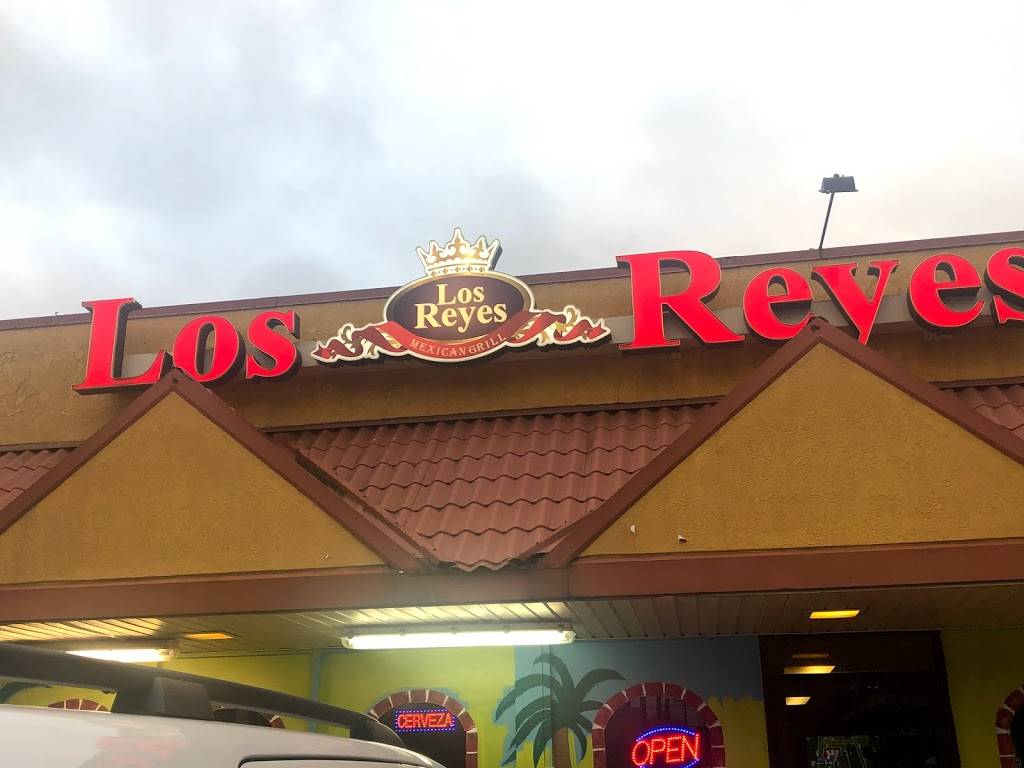 Los Reyes
Los
Reyes
MEXICAN GRILL
CERVEZA
OPEN